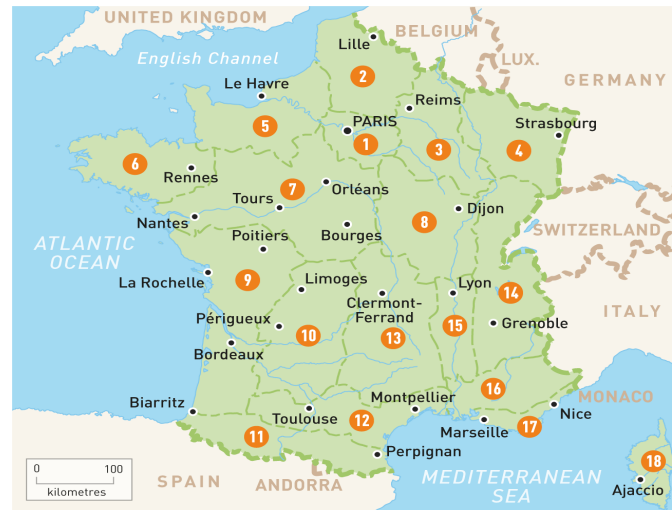 UNITED KINGDOM
BELGIUM
Lille
English Channel
LUX.
2
Le Havre
GERMANY
Reims
PARIS
5
Strasbourg
1
3
4
6
Rennes
7
Orléans
Tours
Dijon
Nantes
8
Bourges
SWITZERLAND
Poitiers
ATLANTIC
OCEAN
La Rochelle
9
Limoges
Lyon
14
Clermont-
Ferrand
ITALY
Périgueux
10
13
15
Grenoble
Bordeaux
16
Biarritz
Montpellier
MONACO
Toulouse
12
Nice
Marseille
17
11
Perpignan
18
0
100
kilometres
SPAIN
ANDORRA
MEDITERRANEAN
SEA
Ajaccio